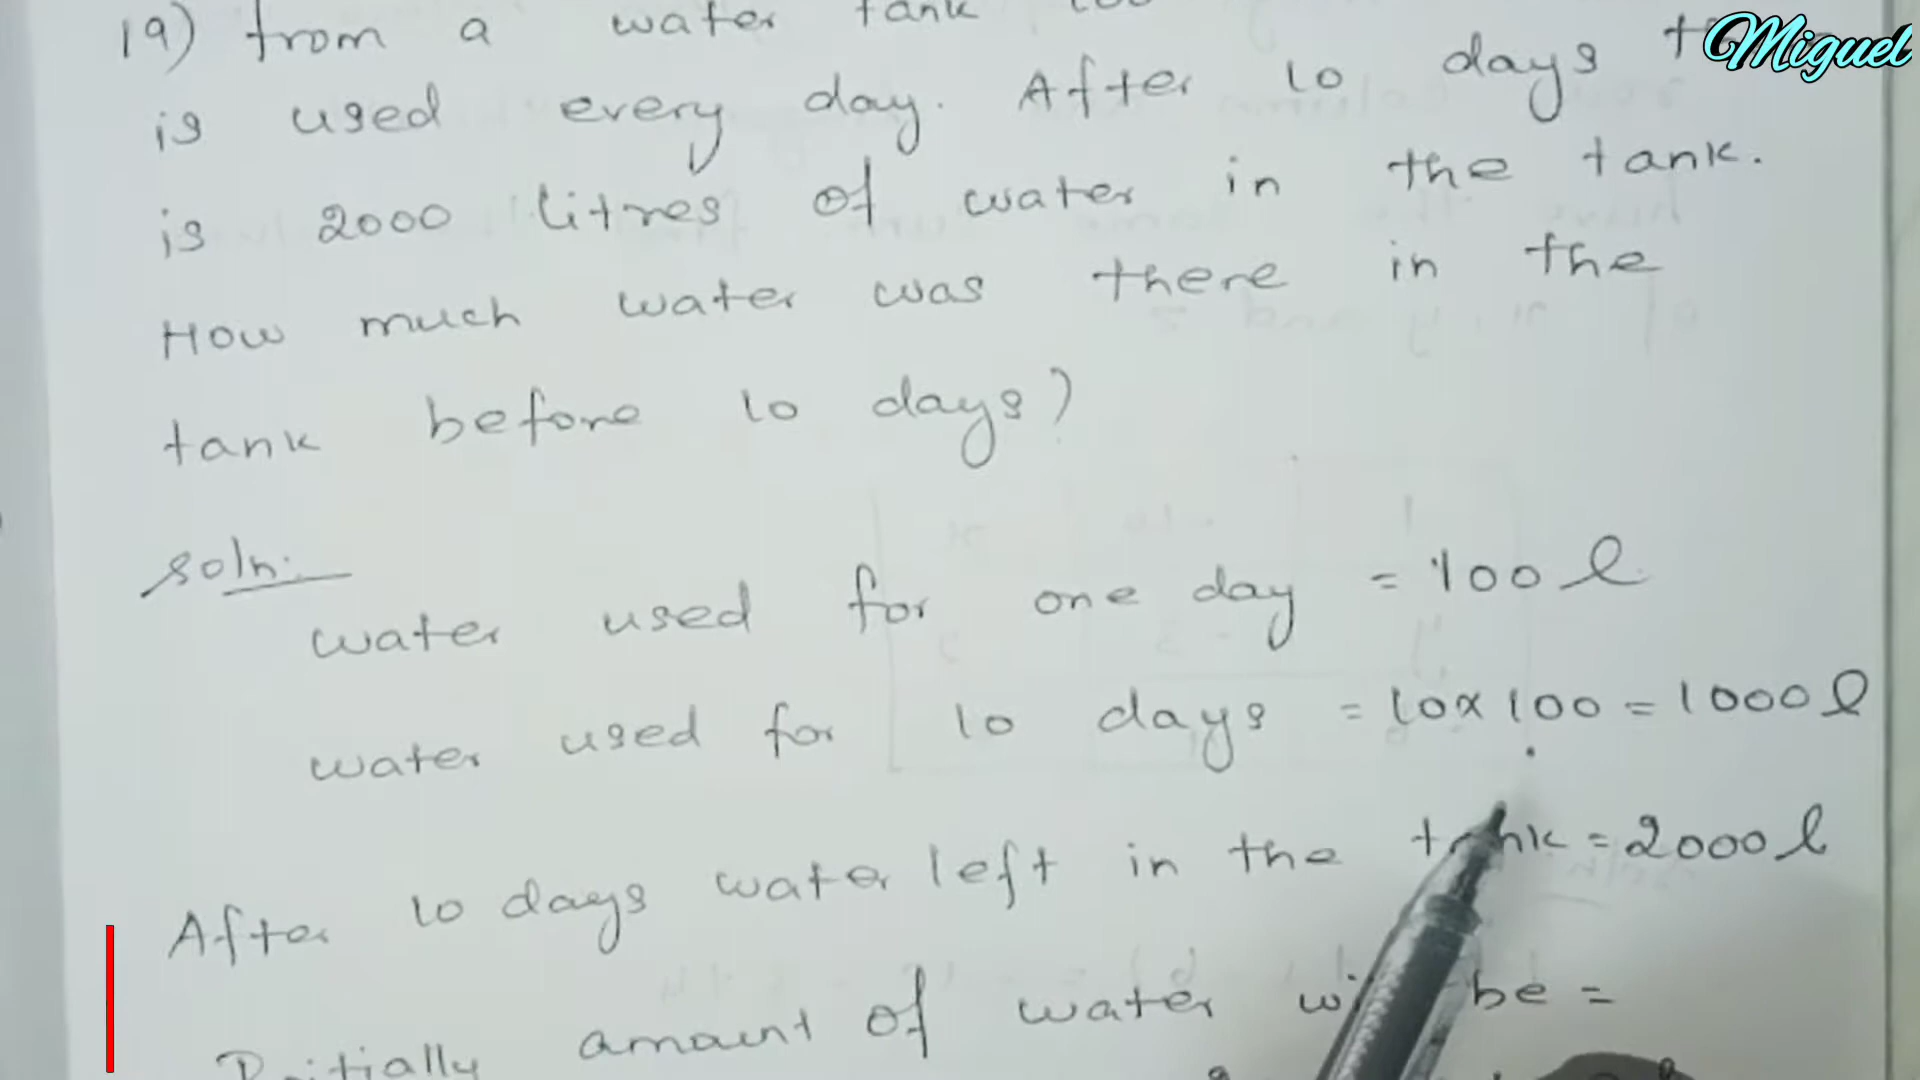 19) From a water tank
Miguel
is used every day. After 10 days
is 2000 litres of water in the tank.
How much water was there in the
tank before 10 days?
Soln:
water used for one day = 100 l
water used for 10 days = 10 x 100 = 1000 l
After 10 days water left in the tank = 2000 l
Initially amount of water be =